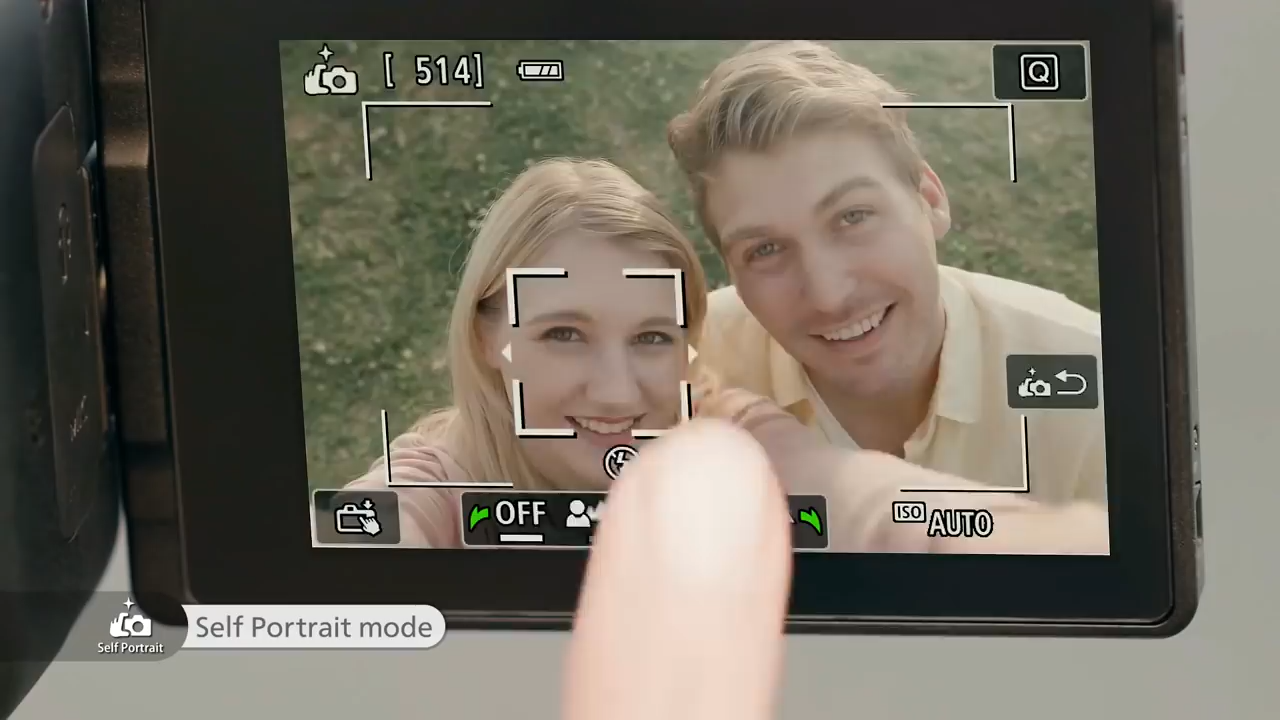 [ 514]
Q
OFF
ISO AUTO
Self Portrait
Self Portrait mode